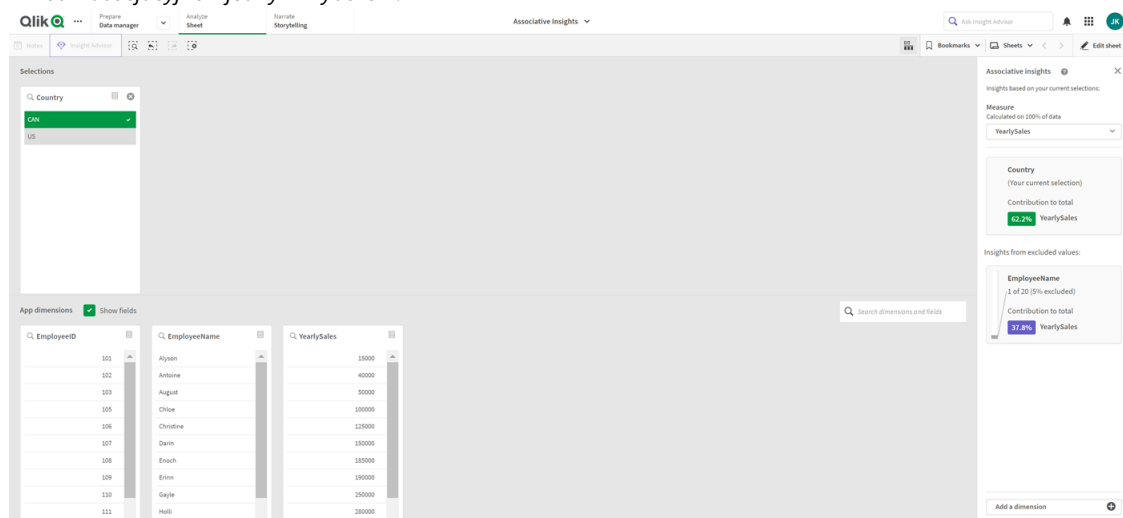 Qlik
Prepare
Data manager
Analyze
Sheet
Narrate
Storytelling
Associative Insights
Ask Insight Advisor
JK
Notes
Insight Advisor
Bookmarks
Sheets
Edit sheet
Selections
Country
CAN
US
App dimensions
Show fields
Search dimensions and fields
EmployeeID
101
102
103
105
106
107
108
109
110
111
EmployeeName
Alyson
Antoine
August
Chloe
Christine
Darin
Enoch
Erinn
Gayle
Holli
YearlySales
15000
40000
50000
100000
125000
150000
185000
190000
250000
280000
Associative insights
Insights based on your current selections:
Measure
Calculated on 100% of data
YearlySales
Country
(Your current selection)
Contribution to total
62.2% YearlySales
Insights from excluded values:
EmployeeName
1 of 20 (5% excluded)
Contribution to total
37.8% YearlySales
Add a dimension